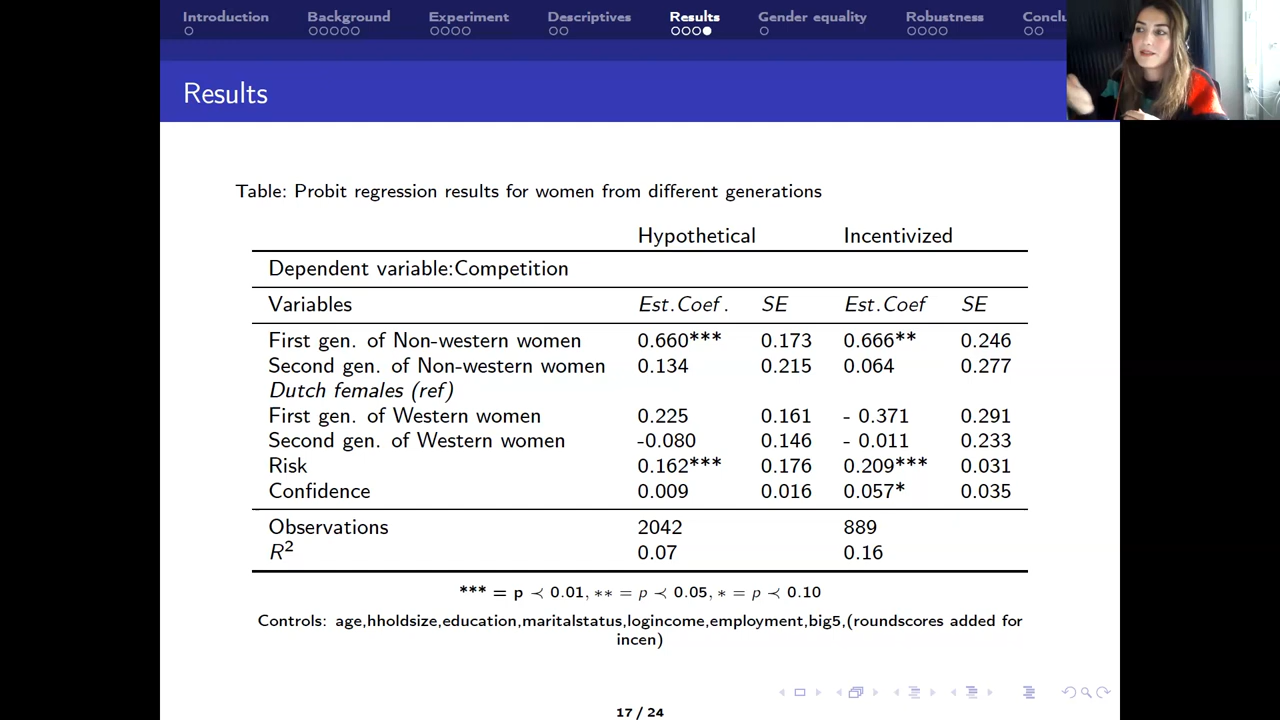 Introduction Background Experiment Descriptives Results Gender equality Robustness Conclu
Results
Table: Probit regression results for women from different generations
Hypothetical Incentivized
Dependent variable:Competition
Variables Est.Coef. SE Est.Coef SE
First gen. of Non-western women 0.660*** 0.173 0.666** 0.246
Second gen. of Non-western women 0.134 0.215 0.064 0.277
Dutch females (ref)
First gen. of Western women 0.225 0.161 - 0.371 0.291
Second gen. of Western women -0.080 0.146 - 0.011 0.233
Risk 0.162*** 0.176 0.209*** 0.031
Confidence 0.009 0.016 0.057* 0.035
Observations 2042 889
R² 0.07 0.16
*** = p ≺ 0.01, ** = p ≺ 0.05, * = p ≺ 0.10
Controls: age,hholdsize,education,maritalstatus,logincome,employment,big5,(roundscores added for
incen)
17 / 24